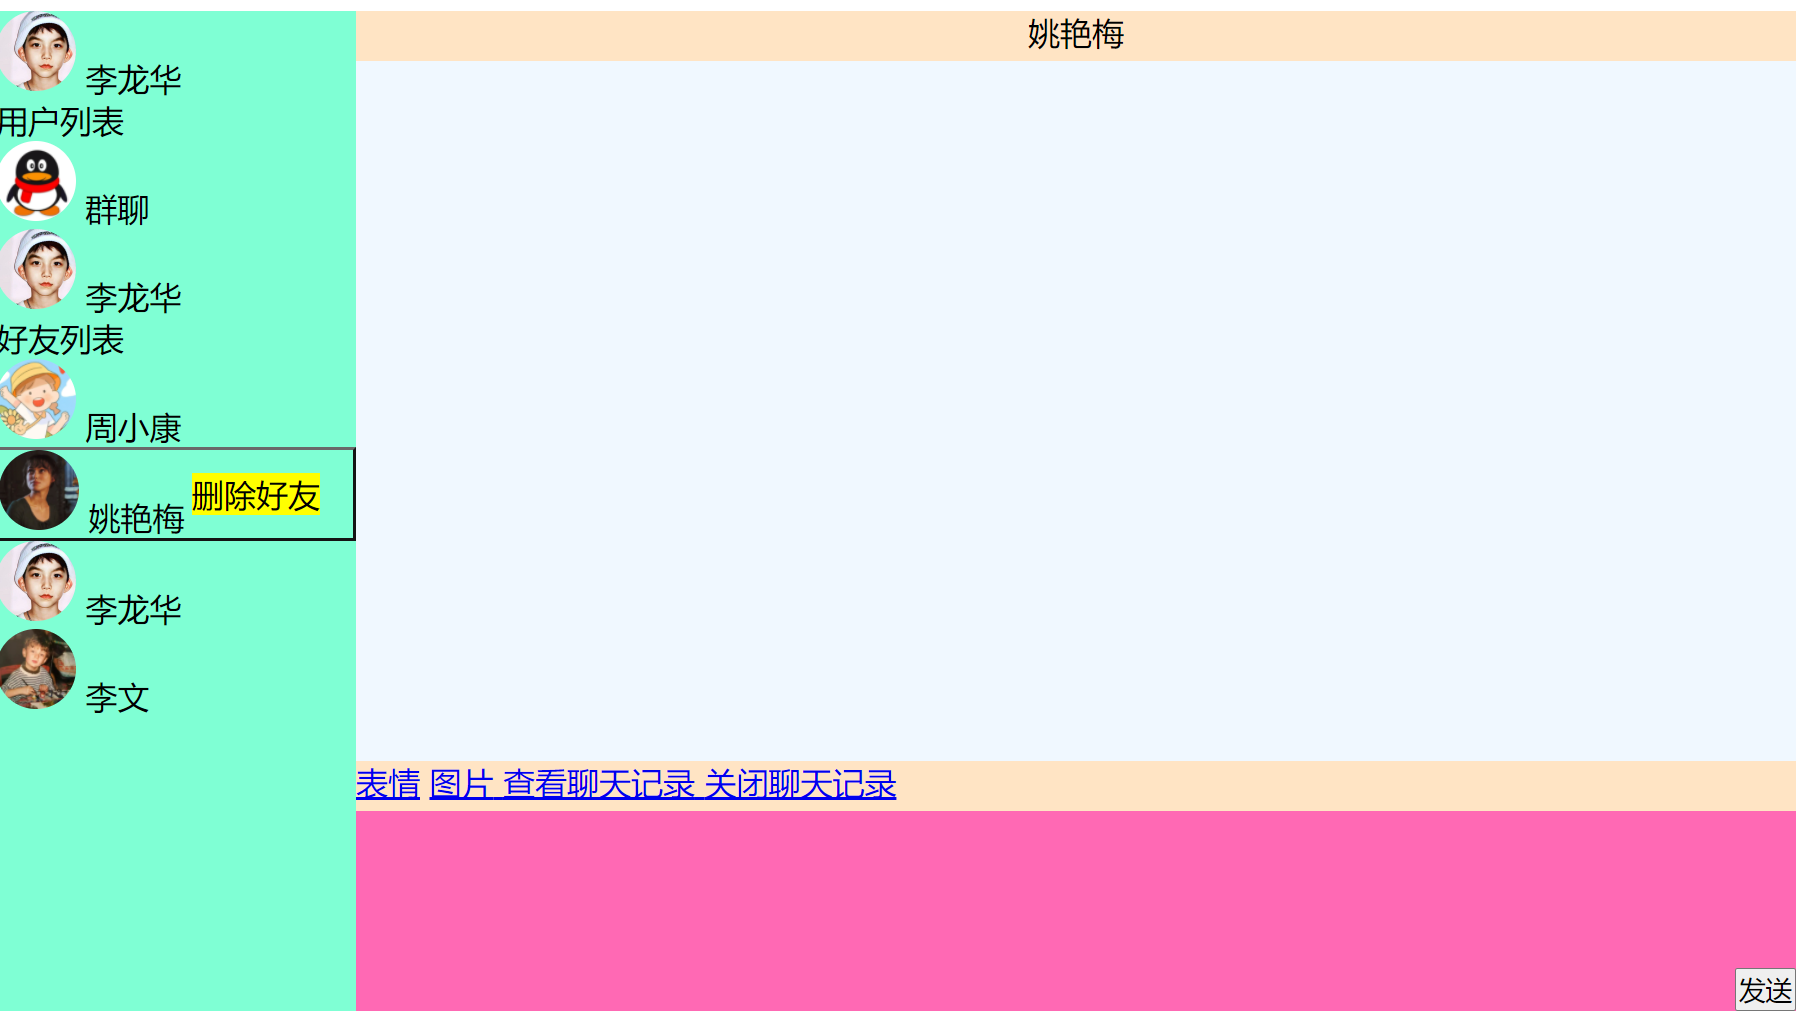 李龙华
用户列表
群聊
李龙华
好友列表
周小康
姚艳梅 删除好友
李龙华
李文
姚艳梅
表情 图片 查看聊天记录 关闭聊天记录
发送